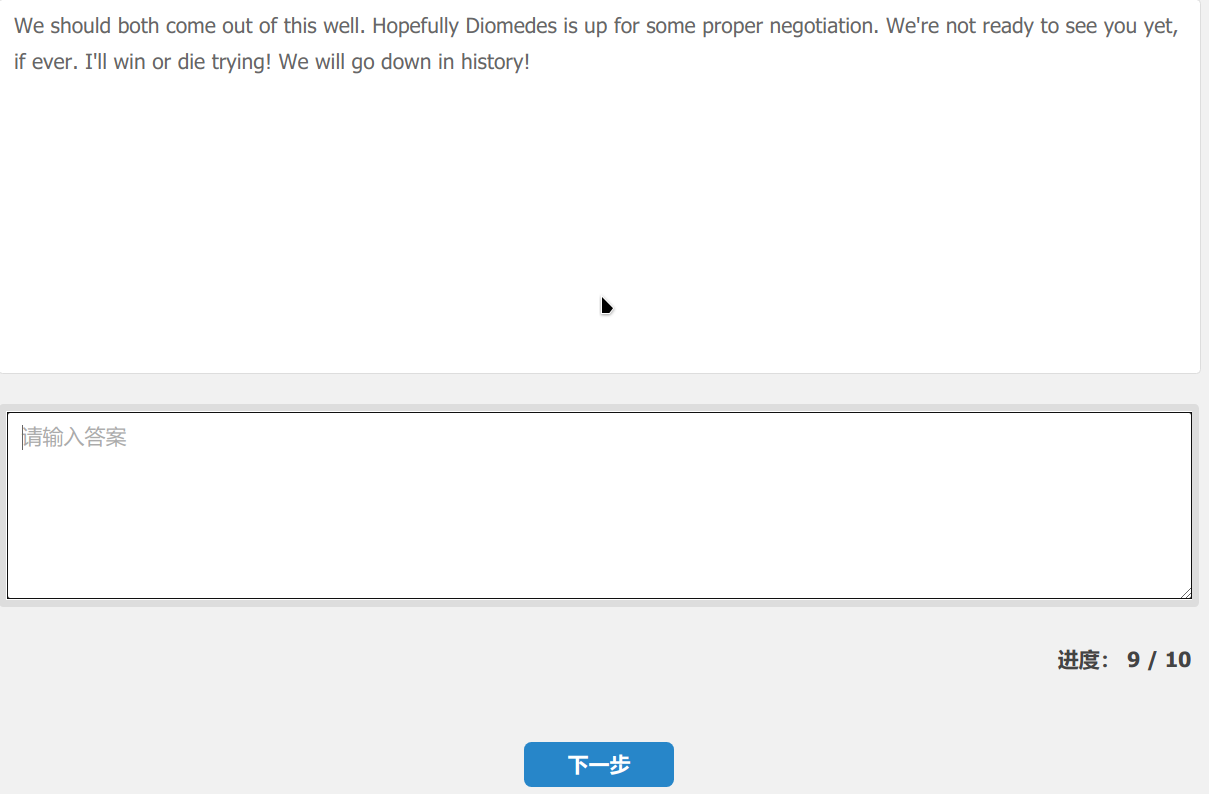 We should both come out of this well. Hopefully Diomedes is up for some proper negotiation. We're not ready to see you yet,
if ever. I'll win or die trying! We will go down in history!
请输入答案
进度： 9 / 10
下一步